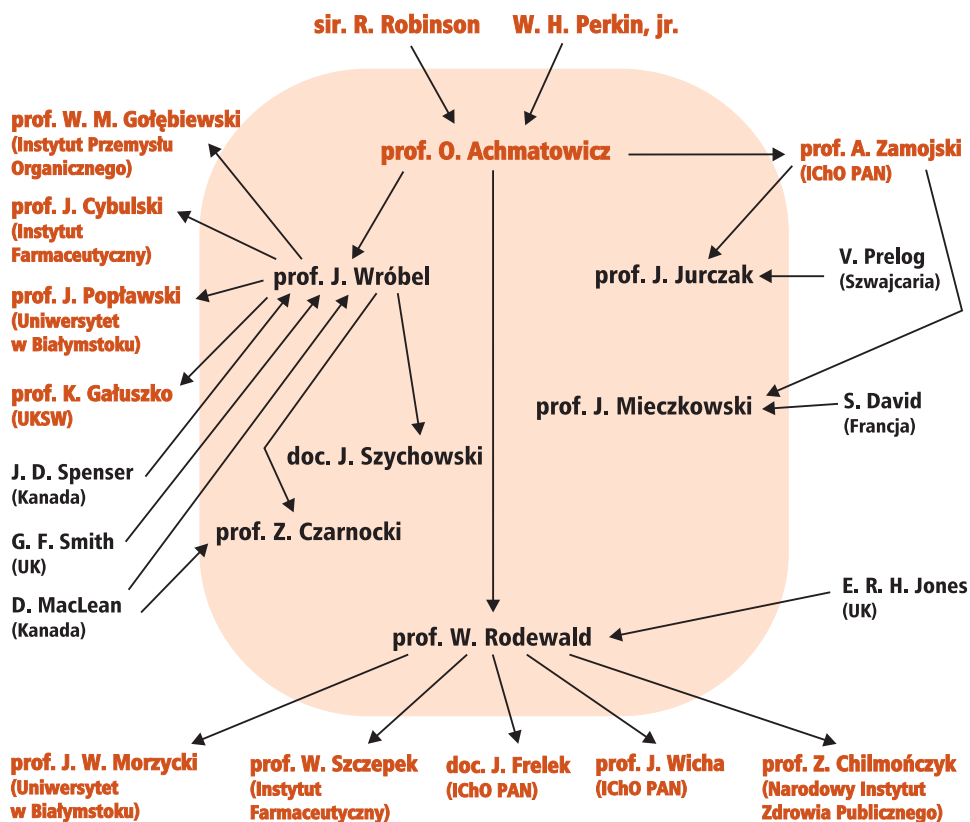 sir. R. Robinson
W. H. Perkin, jr.
prof. W. M. Gołębiewski
(Instytut Przemysłu
Organicznego)
prof. O. Achmatowicz
prof. A. Zamojski
(IChO PAN)
prof. J. Cybulski
(Instytut
Farmaceutyczny)
prof. J. Wróbel
prof. J. Jurczak
V. Prelog
(Szwajcaria)
prof. J. Popławski
(Uniwersytet
w Białymstoku)
prof. K. Gałuszko
(UKSW)
prof. J. Mieczkowski
S. David
(Francja)
J. D. Spenser
(Kanada)
doc. J. Szychowski
G. F. Smith
(UK)
prof. Z. Czarnocki
D. MacLean
(Kanada)
E. R. H. Jones
(UK)
prof. W. Rodewald
prof. J. W. Morzycki
(Uniwersytet
w Białymstoku)
prof. W. Szczepek
(Instytut
Farmaceutyczny)
doc. J. Frelek
(IChO PAN)
prof. J. Wicha
(IChO PAN)
prof. Z. Chilmończyk
(Narodowy Instytut
Zdrowia Publicznego)